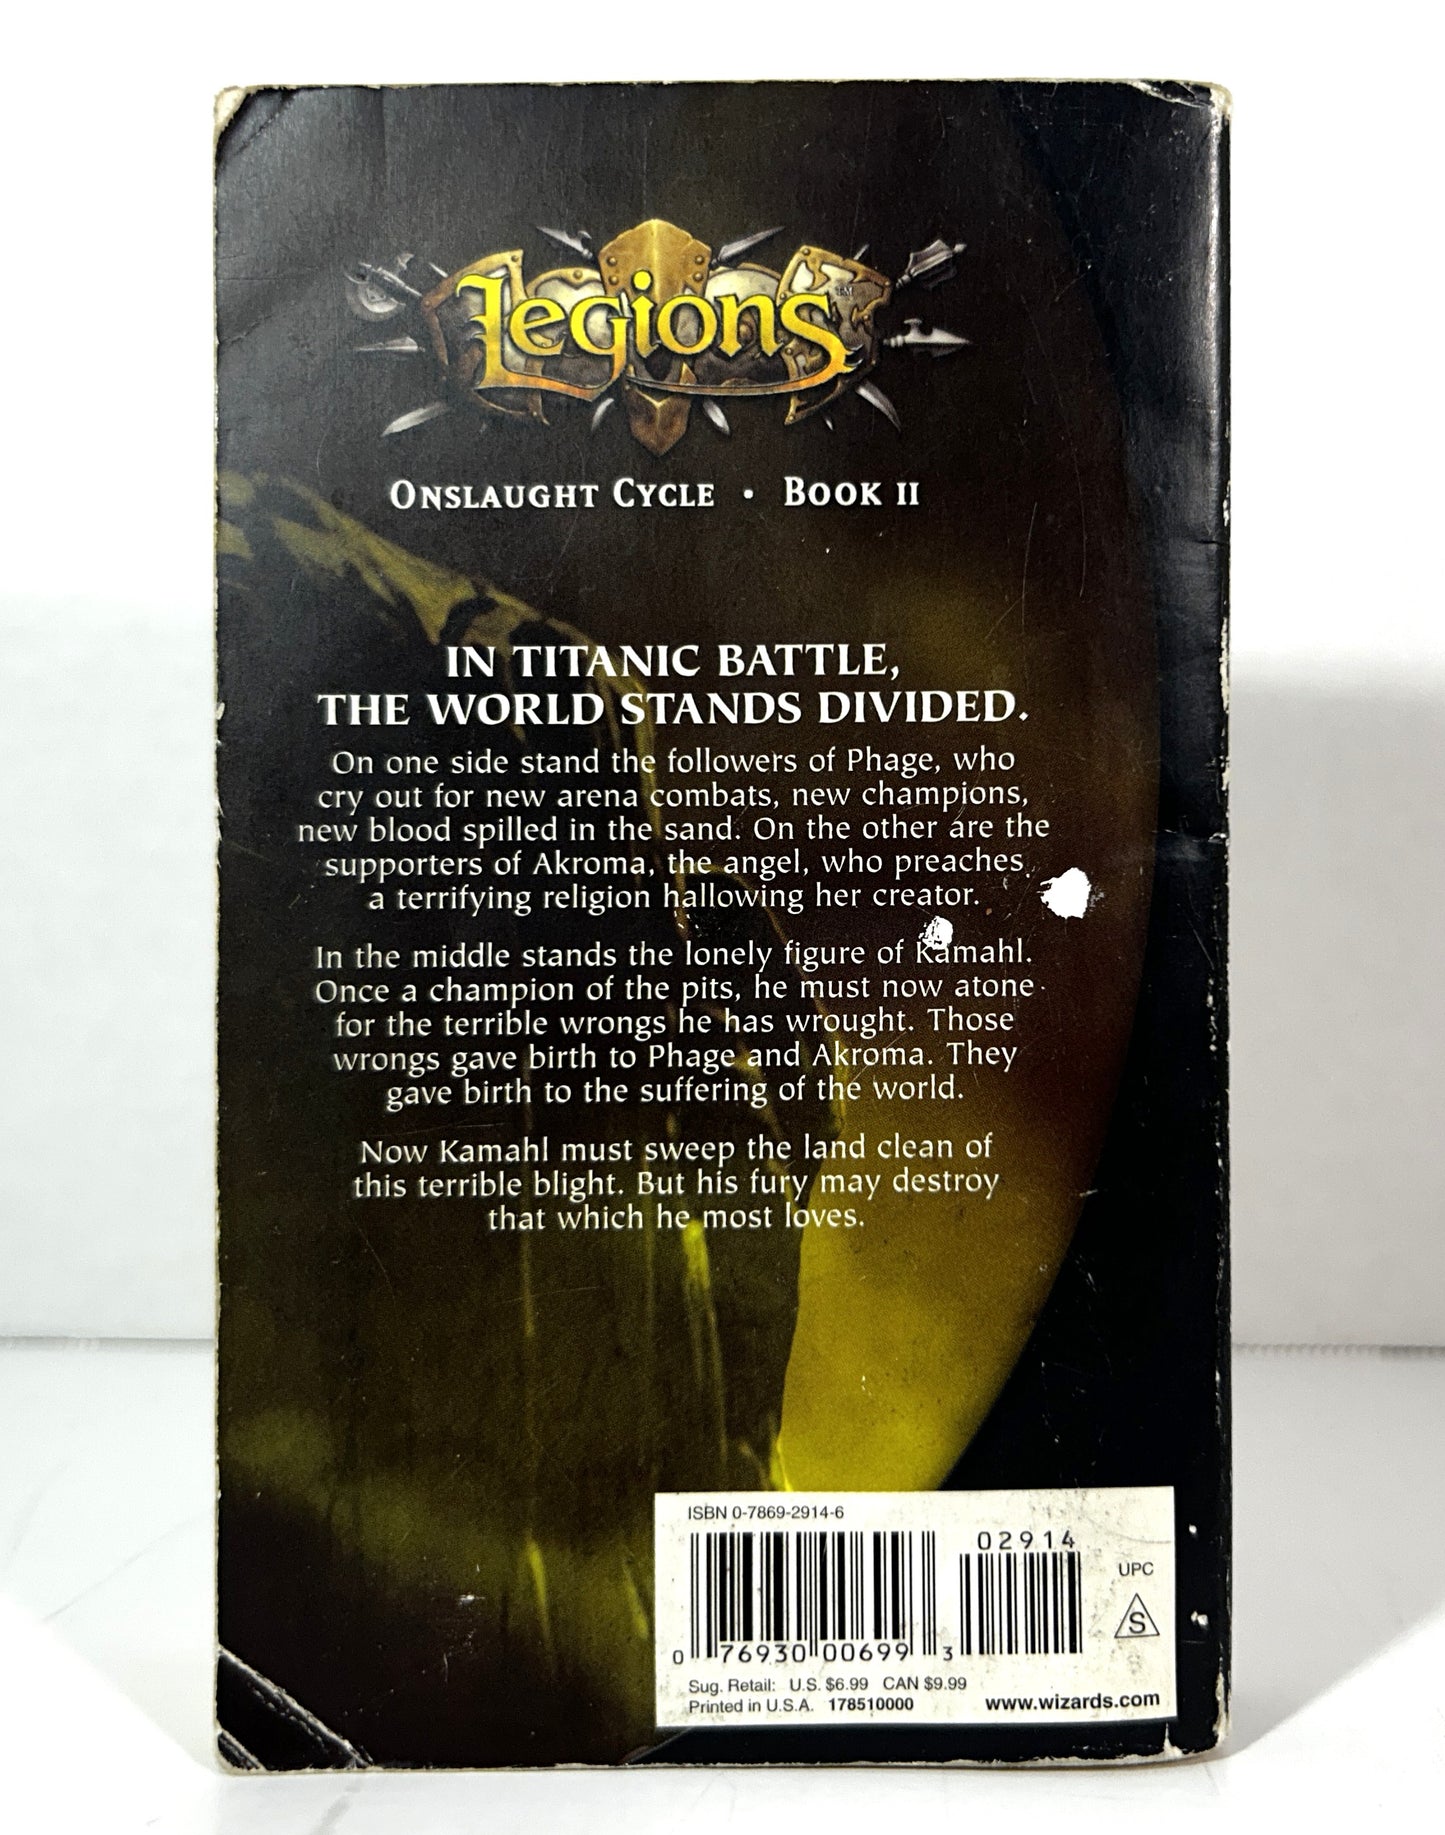 Legions™
Onslaught Cycle · Book II
IN TITANIC BATTLE,
THE WORLD STANDS DIVIDED.
On one side stand the followers of Phage, who
cry out for new arena combats, new champions,
new blood spilled in the sand. On the other are the
supporters of Akroma, the angel, who preaches
a terrifying religion hallowing her creator.
In the middle stands the lonely figure of Kamahl.
Once a champion of the pits, he must now atone
for the terrible wrongs he has wrought. Those
wrongs gave birth to Phage and Akroma. They
gave birth to the suffering of the world.
Now Kamahl must sweep the land clean of
this terrible blight. But his fury may destroy
that which he most loves.
ISBN 0-7869-2914-6
02914
UPC
S
0 76930 00699 3
Sug. Retail: U.S. $6.99 CAN $9.99
Printed in U.S.A. 178510000 www.wizards.com